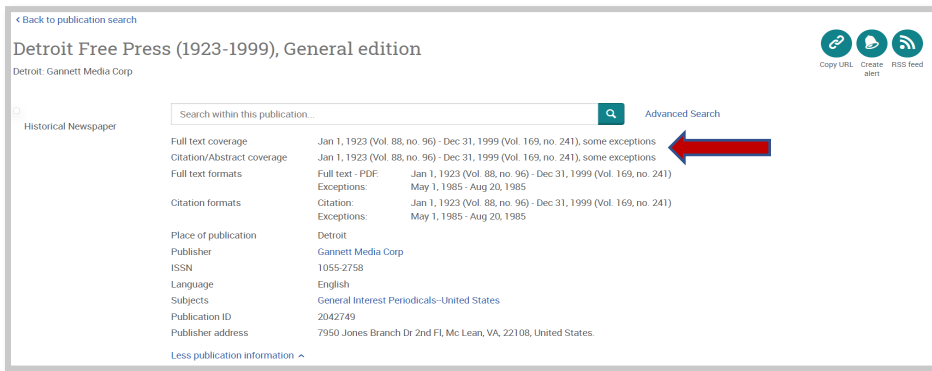 < Back to publication search
Detroit Free Press (1923-1999), General edition
Detroit: Gannett Media Corp
Copy URL
Create alert
RSS feed
Historical Newspaper
Search within this publication...
Advanced Search
Full text coverage Jan 1, 1923 (Vol. 88, no. 96) - Dec 31, 1999 (Vol. 169, no. 241), some exceptions
Citation/Abstract coverage Jan 1, 1923 (Vol. 88, no. 96) - Dec 31, 1999 (Vol. 169, no. 241), some exceptions
Full text formats Full text - PDF: Jan 1, 1923 (Vol. 88, no. 96) - Dec 31, 1999 (Vol. 169, no. 241)
Exceptions: May 1, 1985 - Aug 20, 1985
Citation formats Citation: Jan 1, 1923 (Vol. 88, no. 96) - Dec 31, 1999 (Vol. 169, no. 241)
Exceptions: May 1, 1985 - Aug 20, 1985
Place of publication Detroit
Publisher Gannett Media Corp
ISSN 1055-2758
Language English
Subjects General Interest Periodicals--United States
Publication ID 2042749
Publisher address 7950 Jones Branch Dr 2nd Fl, Mc Lean, VA, 22108, United States.
Less publication information